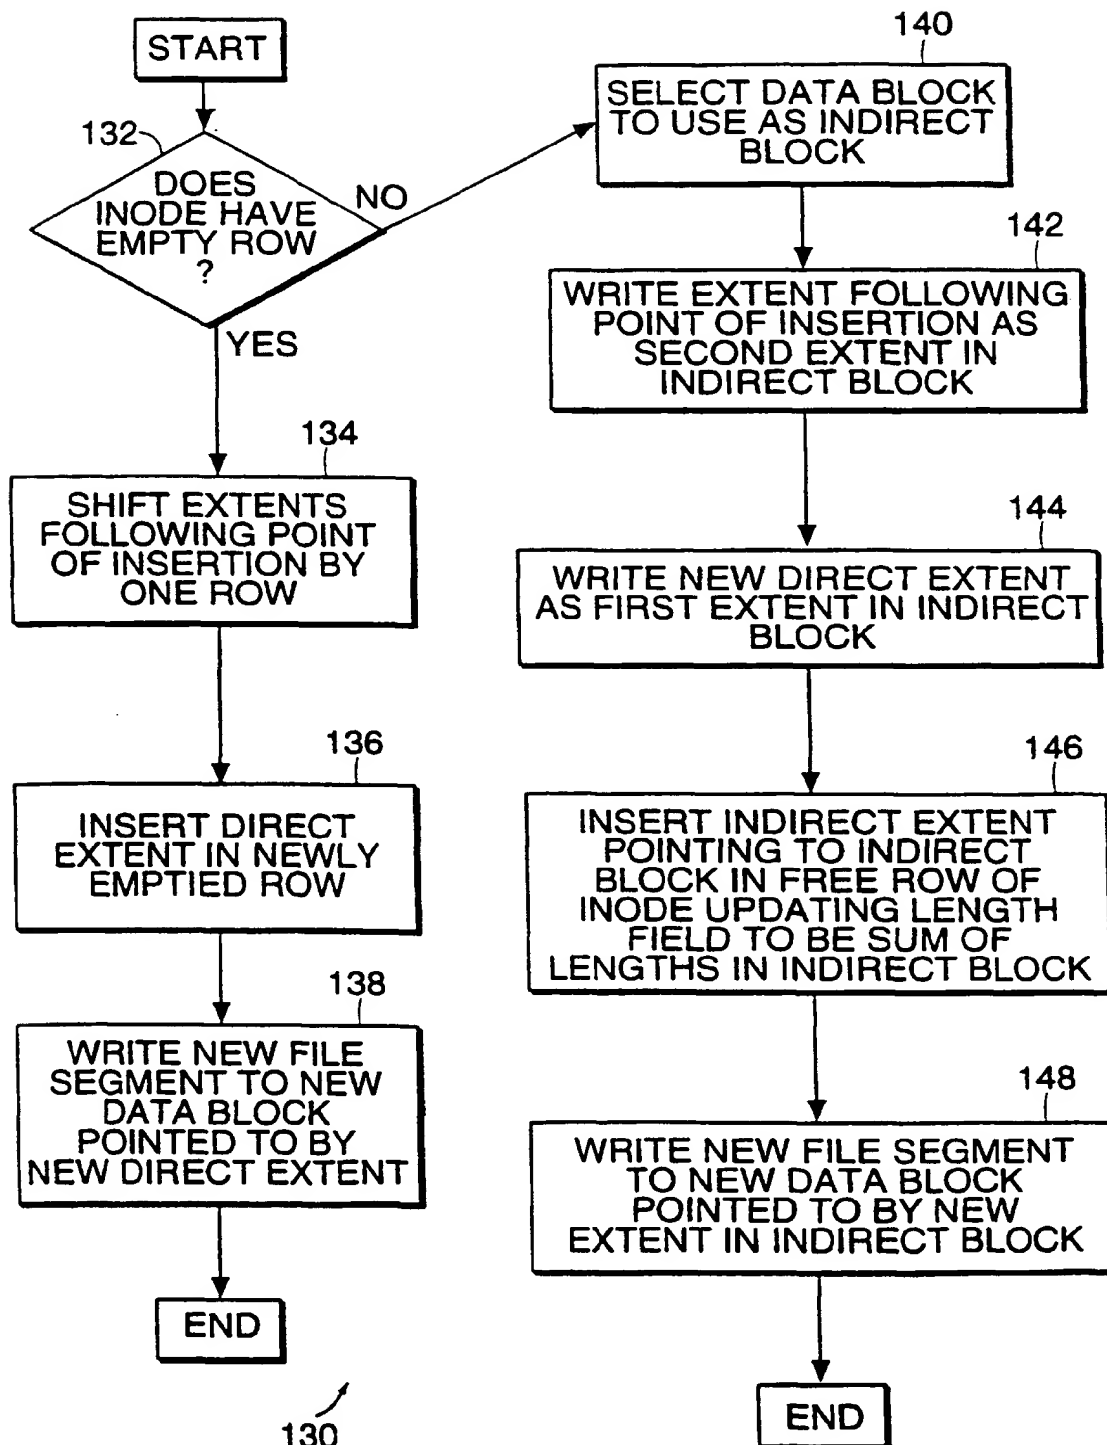 START
132
DOES
INODE HAVE
EMPTY ROW
?
NO
YES
134
SHIFT EXTENTS
FOLLOWING POINT
OF INSERTION BY
ONE ROW
136
INSERT DIRECT
EXTENT IN NEWLY
EMPTIED ROW
138
WRITE NEW FILE
SEGMENT TO NEW
DATA BLOCK
POINTED TO BY
NEW DIRECT EXTENT
END
130
140
SELECT DATA BLOCK
TO USE AS INDIRECT
BLOCK
142
WRITE EXTENT FOLLOWING
POINT OF INSERTION AS
SECOND EXTENT IN
INDIRECT BLOCK
144
WRITE NEW DIRECT EXTENT
AS FIRST EXTENT IN INDIRECT
BLOCK
146
INSERT INDIRECT EXTENT
POINTING TO INDIRECT
BLOCK IN FREE ROW OF
INODE UPDATING LENGTH
FIELD TO BE SUM OF
LENGTHS IN INDIRECT BLOCK
148
WRITE NEW FILE SEGMENT
TO NEW DATA BLOCK
POINTED TO BY NEW
EXTENT IN INDIRECT BLOCK
END